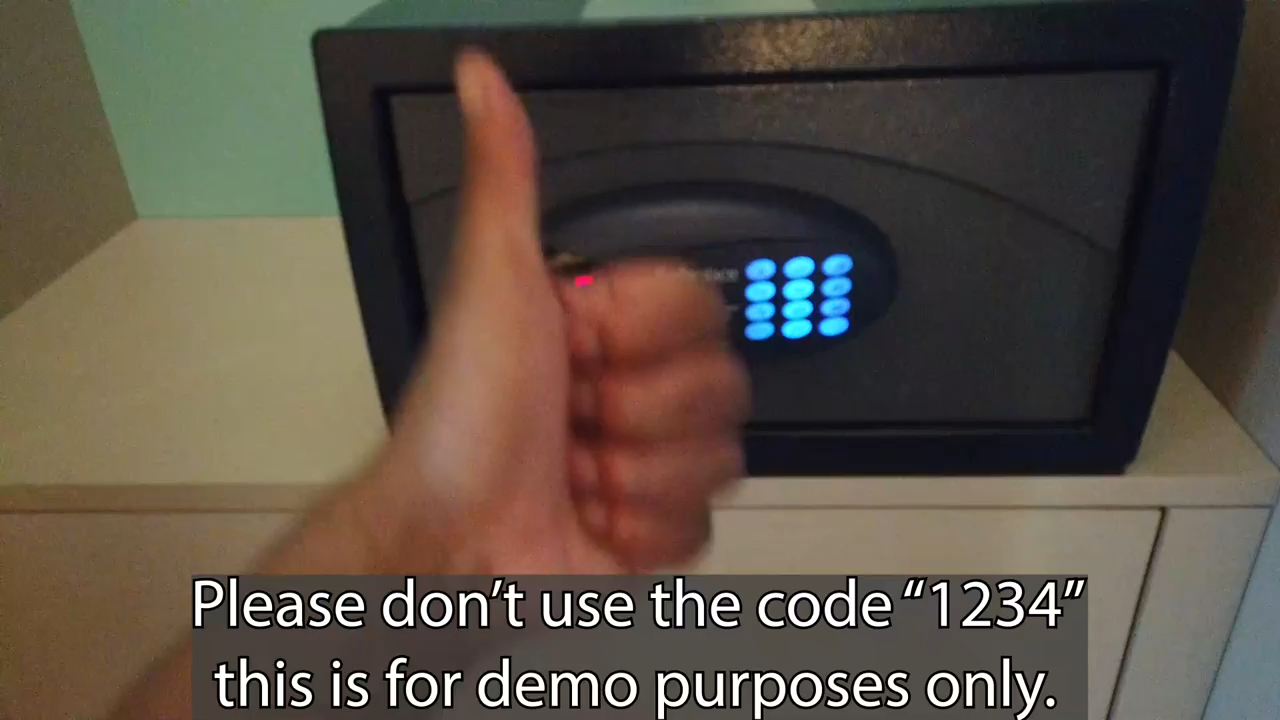 Please don’t use the code “1234”
this is for demo purposes only.